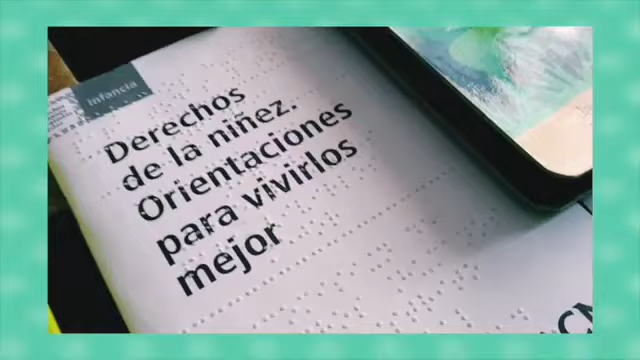 Infancia
Derechos
de la niñez.
Orientaciones
para vivirlos
mejor